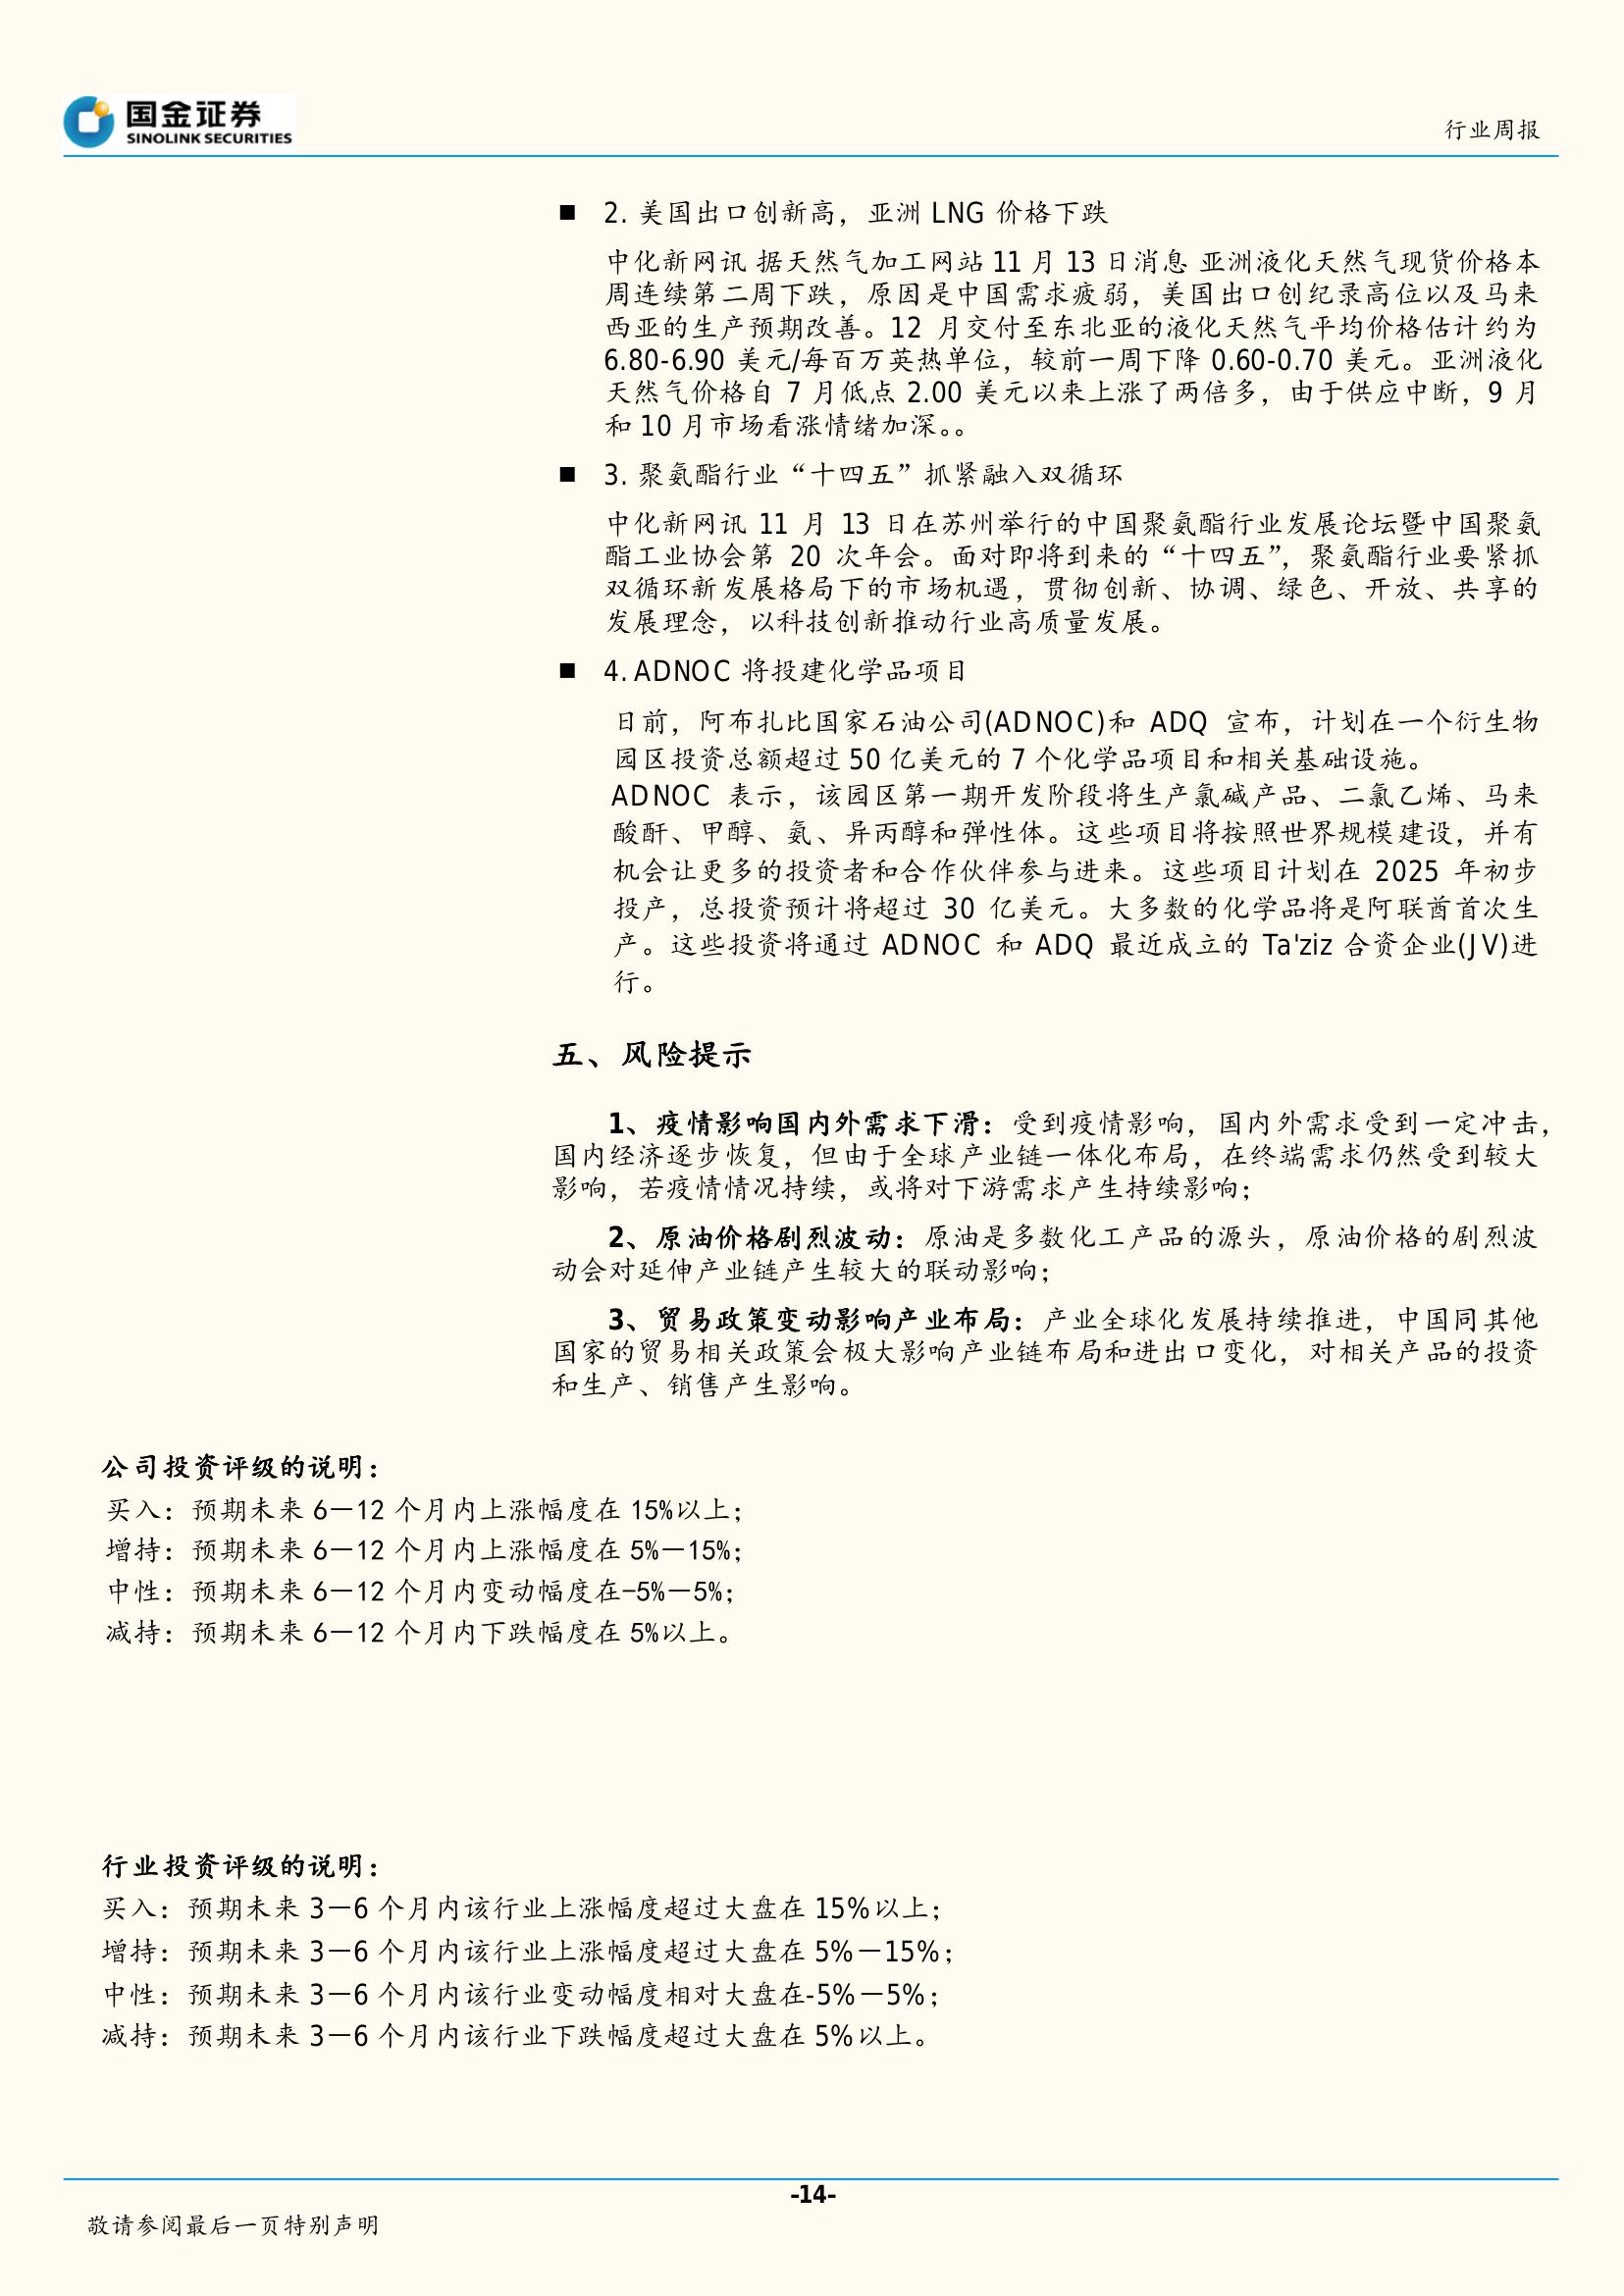 国金证券
SINOLINK SECURITIES
行业周报
■ 2. 美国出口创新高，亚洲 LNG 价格下跌
中化新网讯 据天然气加工网站 11 月 13 日消息 亚洲液化天然气现货价格本
周连续第二周下跌，原因是中国需求疲弱，美国出口创纪录高位以及马来
西亚的生产预期改善。12 月交付至东北亚的液化天然气平均价格估计约为
6.80-6.90 美元/每百万英热单位，较前一周下降 0.60-0.70 美元。亚洲液化
天然气价格自 7 月低点 2.00 美元以来上涨了两倍多，由于供应中断，9 月
和 10 月市场看涨情绪加深。。
■ 3. 聚氨酯行业“十四五”抓紧融入双循环
中化新网讯 11 月 13 日在苏州举行的中国聚氨酯行业发展论坛暨中国聚氨
酯工业协会第 20 次年会。面对即将到来的“十四五”，聚氨酯行业要紧抓
双循环新发展格局下的市场机遇，贯彻创新、协调、绿色、开放、共享的
发展理念，以科技创新推动行业高质量发展。
■ 4. ADNOC 将投建化学品项目
日前，阿布扎比国家石油公司(ADNOC)和 ADQ 宣布，计划在一个衍生物
园区投资总额超过 50 亿美元的 7 个化学品项目和相关基础设施。
ADNOC 表示，该园区第一期开发阶段将生产氯碱产品、二氯乙烯、马来
酸酐、甲醇、氨、异丙醇和弹性体。这些项目将按照世界规模建设，并有
机会让更多的投资者和合作伙伴参与进来。这些项目计划在 2025 年初步
投产，总投资预计将超过 30 亿美元。大多数的化学品将是阿联酋首次生
产。这些投资将通过 ADNOC 和 ADQ 最近成立的 Ta'ziz 合资企业(JV)进
行。
五、风险提示
1、疫情影响国内外需求下滑：受到疫情影响，国内外需求受到一定冲击，
国内经济逐步恢复，但由于全球产业链一体化布局，在终端需求仍然受到较大
影响，若疫情情况持续，或将对下游需求产生持续影响；
2、原油价格剧烈波动：原油是多数化工产品的源头，原油价格的剧烈波
动会对延伸产业链产生较大的联动影响；
3、贸易政策变动影响产业布局：产业全球化发展持续推进，中国同其他
国家的贸易相关政策会极大影响产业链布局和进出口变化，对相关产品的投资
和生产、销售产生影响。
公司投资评级的说明：
买入：预期未来 6－12 个月内上涨幅度在 15%以上；
增持：预期未来 6－12 个月内上涨幅度在 5%－15%；
中性：预期未来 6－12 个月内变动幅度在-5%－5%；
减持：预期未来 6－12 个月内下跌幅度在 5%以上。
行业投资评级的说明：
买入：预期未来 3－6 个月内该行业上涨幅度超过大盘在 15%以上；
增持：预期未来 3－6 个月内该行业上涨幅度超过大盘在 5%－15%；
中性：预期未来 3－6 个月内该行业变动幅度相对大盘在-5%－5%；
减持：预期未来 3－6 个月内该行业下跌幅度超过大盘在 5%以上。
-14-
敬请参阅最后一页特别声明